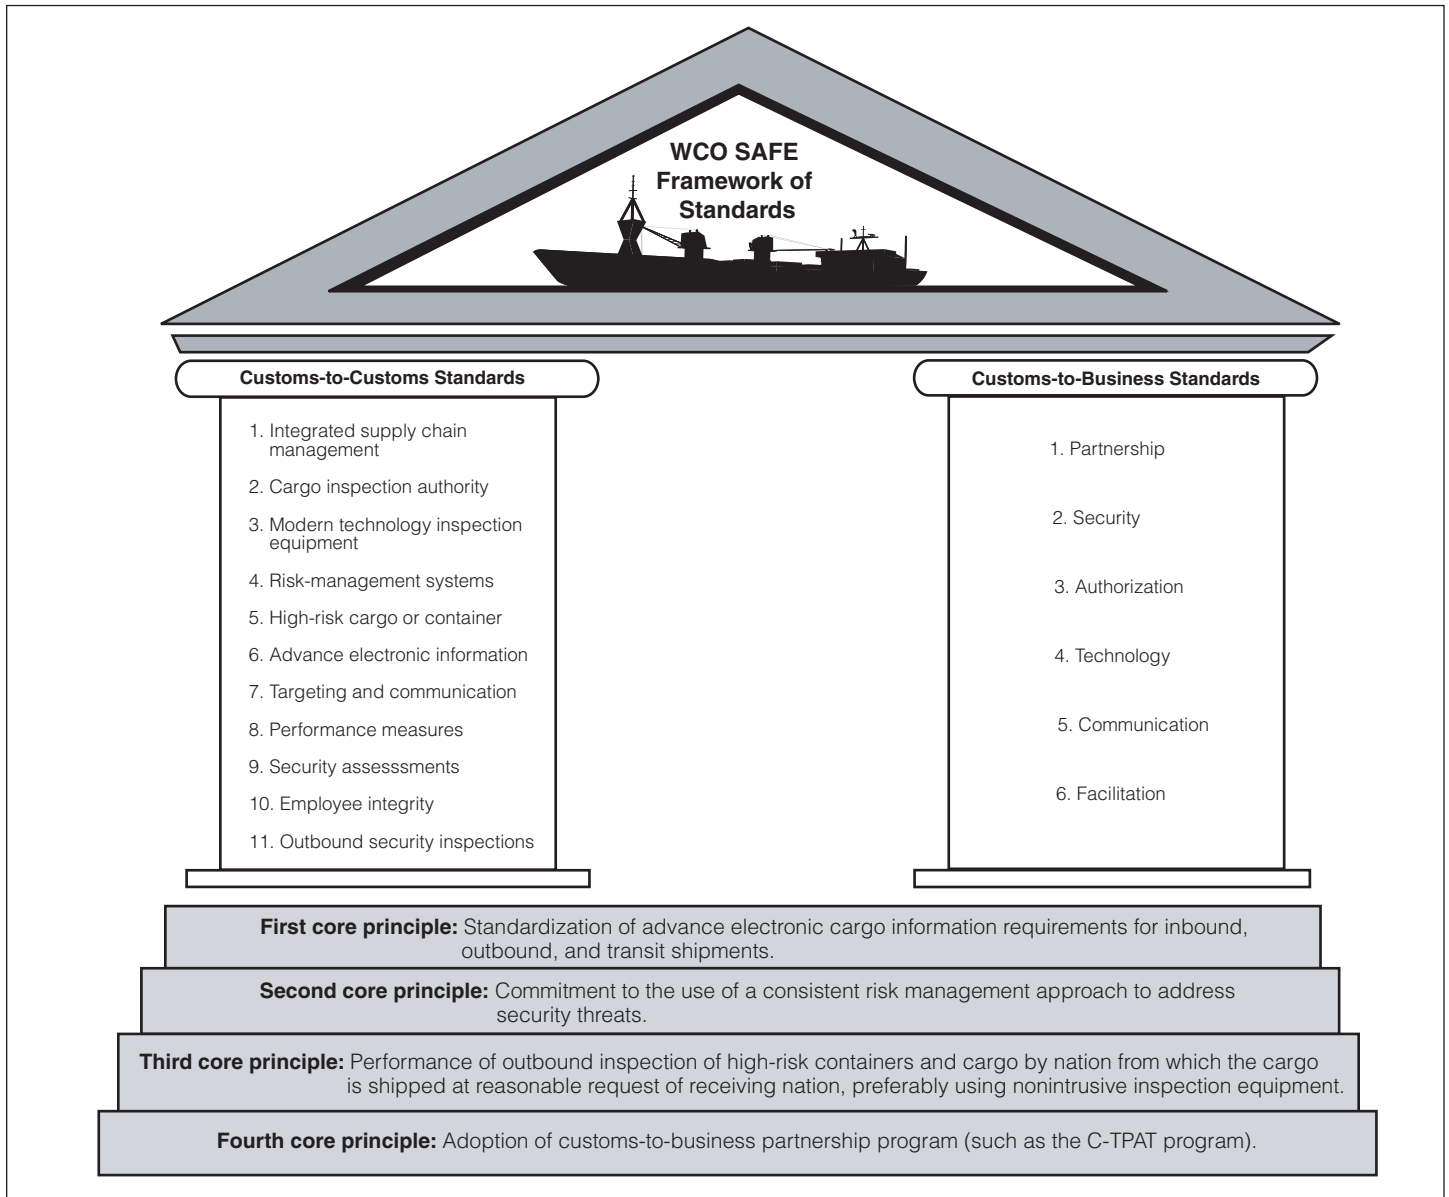 WCO SAFE
Framework of
Standards
Customs-to-Customs Standards
1. Integrated supply chain
management
2. Cargo inspection authority
3. Modern technology inspection
equipment
4. Risk-management systems
5. High-risk cargo or container
6. Advance electronic information
7. Targeting and communication
8. Performance measures
9. Security assesssments
10. Employee integrity
11. Outbound security inspections
Customs-to-Business Standards
1. Partnership
2. Security
3. Authorization
4. Technology
5. Communication
6. Facilitation
First core principle: Standardization of advance electronic cargo information requirements for inbound,
outbound, and transit shipments.
Second core principle: Commitment to the use of a consistent risk management approach to address
security threats.
Third core principle: Performance of outbound inspection of high-risk containers and cargo by nation from which the cargo
is shipped at reasonable request of receiving nation, preferably using nonintrusive inspection equipment.
Fourth core principle: Adoption of customs-to-business partnership program (such as the C-TPAT program).